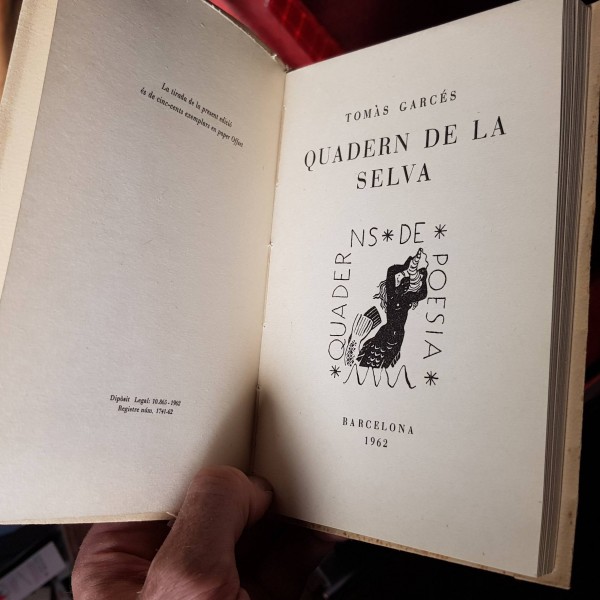 La tirada de la present edició
és de cinc-cents exemplars en paper Offset
Dipòsit Legal: 10.863 - 1962
Registre núm. 1741-62
TOMÀS GARCÉS
QUADERN DE LA
SELVA
*QUADERNS*DE*
POESIA*
BARCELONA
1962